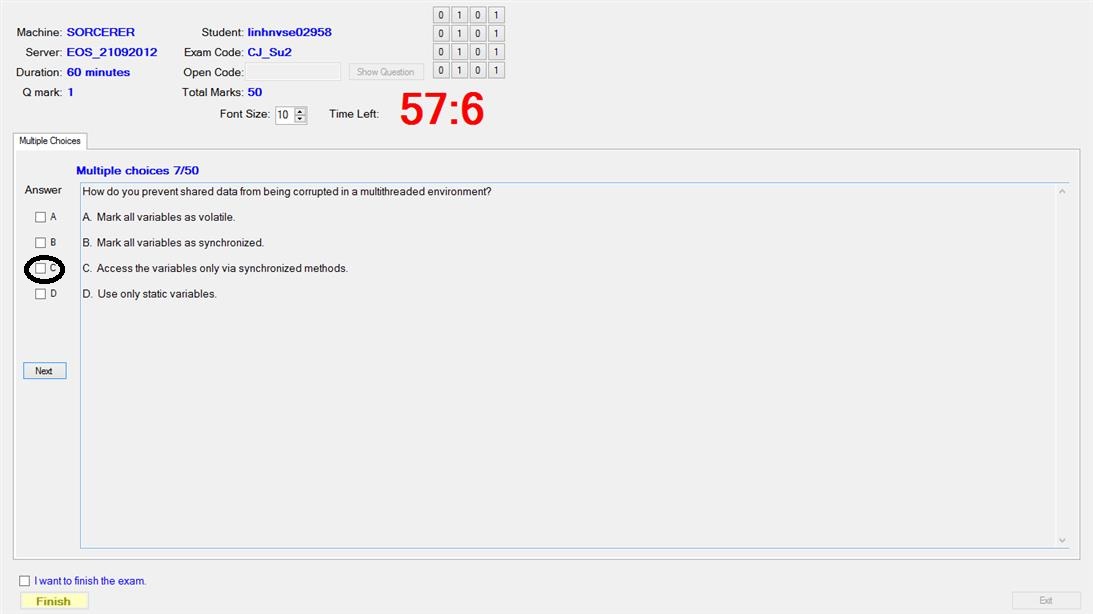 0 1 0 1
Machine: SORCERER Student: linhnvse02958
0 1 0 1
Server: EOS_21092012 Exam Code: CJ_Su2
0 1 0 1
Duration: 60 minutes Open Code: Show Question
0 1 0 1
Q mark: 1 Total Marks: 50
Font Size: 10 Time Left: 57:6
Multiple Choices
Multiple choices 7/50
Answer
How do you prevent shared data from being corrupted in a multithreaded environment?
A A. Mark all variables as volatile.
B B. Mark all variables as synchronized.
C C. Access the variables only via synchronized methods.
D D. Use only static variables.
Next
I want to finish the exam.
Finish
Exit